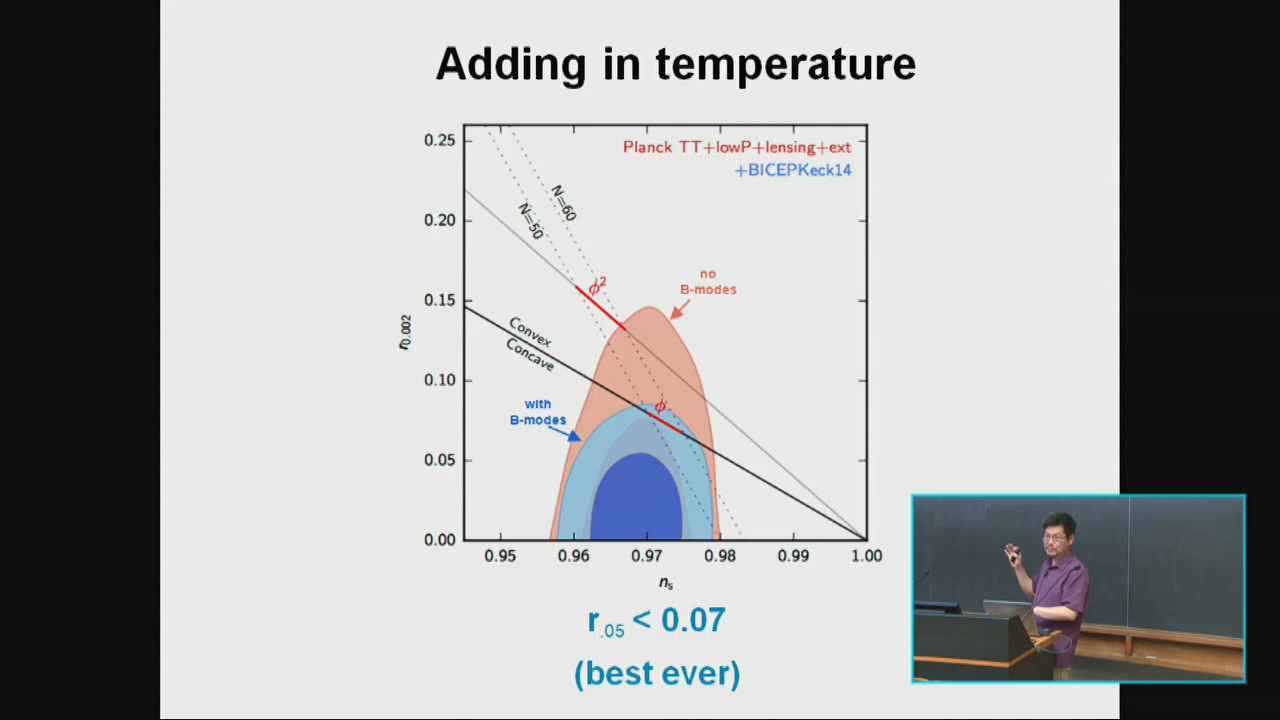 Adding in temperature
Planck TT+lowP+lensing+ext
+BICEPKeck14
0.25
0.20
0.15
0.10
0.05
0.00
r0.002
N=60
N=50
ϕ²
no
B-modes
Convex
Concave
with
B-modes
ϕ
0.95 0.96 0.97 0.98 0.99 1.00
ns
r.05 < 0.07
(best ever)